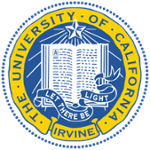 · THE · UNIVERSITY · OF · CALIFORNIA ·
LET THERE BE LIGHT
IRVINE